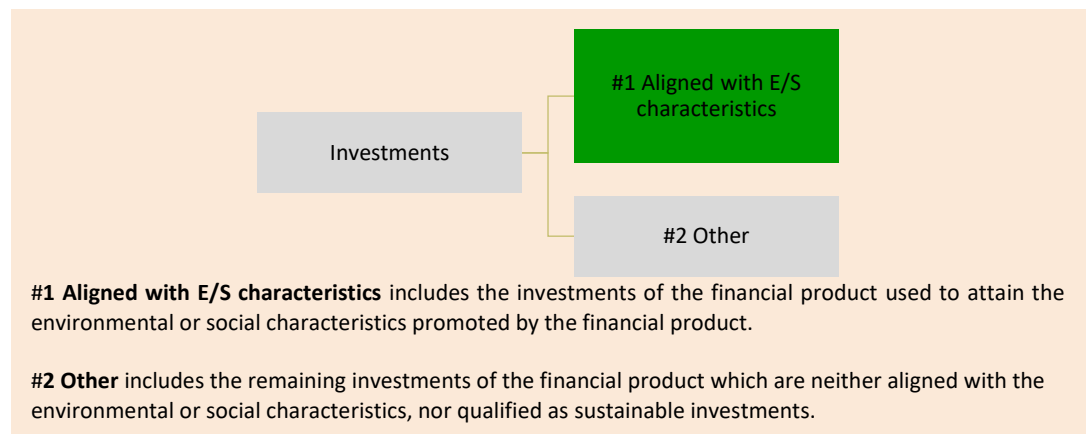 #1 Aligned with E/S
characteristics
Investments
#2 Other
#1 Aligned with E/S characteristics includes the investments of the financial product used to attain the
environmental or social characteristics promoted by the financial product.
#2 Other includes the remaining investments of the financial product which are neither aligned with the
environmental or social characteristics, nor qualified as sustainable investments.